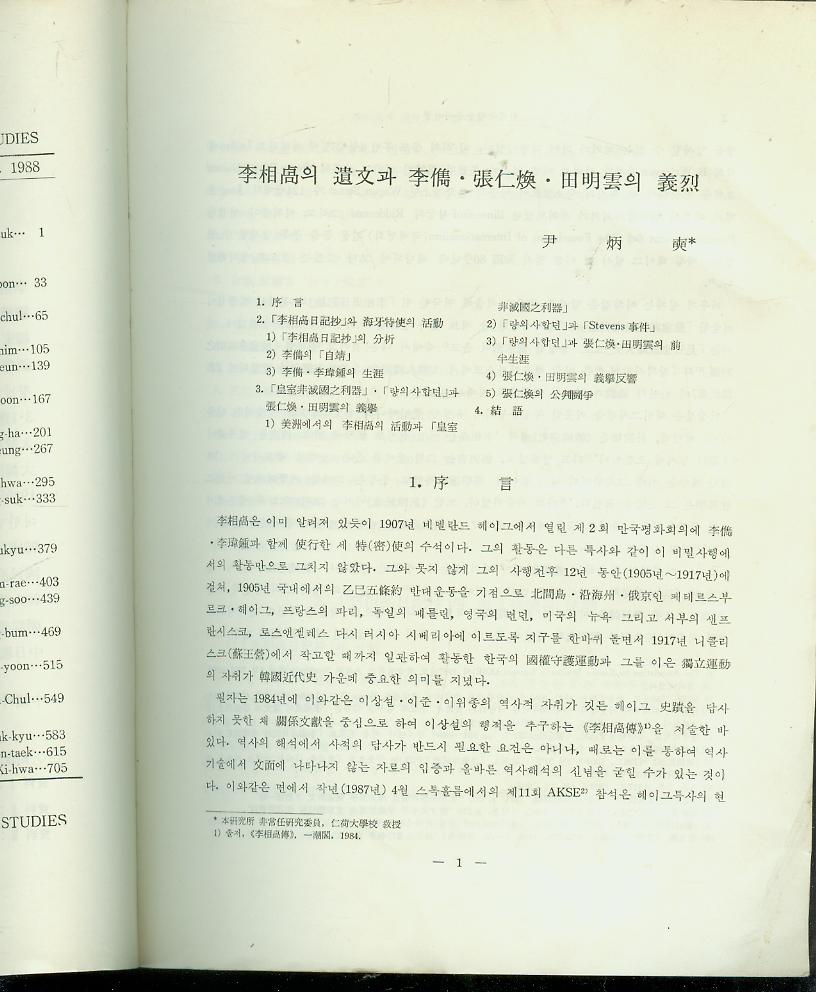 UDIES
. 1988
uk… 1
oon… 33
chul…65
him…105
eun…139
oon…167
g-ha…201
eung…267
hwa…295
-suk…333
ukyu…379
n-rae…403
g-soo…439
g-bum…469
-yoon…515
-Chul…549
ak-kyu…583
n-taek…615
Ki-hwa…705
STUDIES
李相卨의 遺文과 李儁·張仁煥·田明雲의 義烈
尹 炳 奭*
1. 序 言
2. 「李相卨日記抄」와 海牙特使의 活動
1) 「李相卨日記抄」의 分析
2) 李儁의 「自靖」
3) 李儁·李瑋鍾의 生涯
3. 「皇室非滅國之利器」·「량의사합뎐」과
張仁煥·田明雲의 義擧
1) 美洲에서의 李相卨의 活動과 「皇室
非滅國之利器」
2) 「량의사합뎐」과 「Stevens 事件」
3) 「량의사합뎐」과 張仁煥·田明雲의 前
半生涯
4) 張仁煥·田明雲의 義擧反響
5) 張仁煥의 公判鬪爭
4. 結 語
1. 序 言
李相卨은 이미 알려져 있듯이 1907년 네델란드 헤이그에서 열린 제 2 회 만국평화회의에 李儁
·李瑋鍾과 함께 使行한 세 特(密)使의 수석이다. 그의 활동은 다른 특사와 같이 이 비밀사행에
서의 활동만으로 그치지 않았다. 그와 못지 않게 그의 사행전후 12년 동안(1905년~1917년)에
걸쳐, 1905년 국내에서의 乙巳五條約 반대운동을 기점으로 北間島·沿海州·俄京인 페테르스부
르크·헤이그, 프랑스의 파리, 독일의 베를린, 영국의 런던, 미국의 뉴욕 그리고 서부의 샌프
란시스코, 로스앤젤레스 다시 러시아 시베리아에 이르도록 지구를 한바퀴 돌면서 1917년 니콜리
스크(蘇王營)에서 작고할 때까지 일관하여 활동한 한국의 國權守護運動과 그를 이은 獨立運動
의 자취가 韓國近代史 가운데 중요한 의미를 지녔다.
필자는 1984년에 이와같은 이상설·이준·이위종의 역사적 자취가 깃든 헤이그 史蹟을 답사
하지 못한 채 關係文獻을 중심으로 하여 이상설의 행적을 추구하는 《李相卨傳》¹⁾을 저술한 바
있다. 역사의 해석에서 사적의 답사가 반드시 필요한 요건은 아니나, 때로는 이를 통하여 역사
기술에서 文面에 나타나지 않는 자료의 입증과 올바른 역사해석의 신념을 굳힐 수가 있는 것이
다. 이와같은 면에서 작년(1987년) 4월 스톡홀름에서의 제11회 AKSE²⁾ 참석은 헤이그특사의 현
* 本硏究所 非常任硏究委員, 仁荷大學校 敎授
1) 졸저, 《李相卨傳》, 一潮閣, 1984.
— 1 —